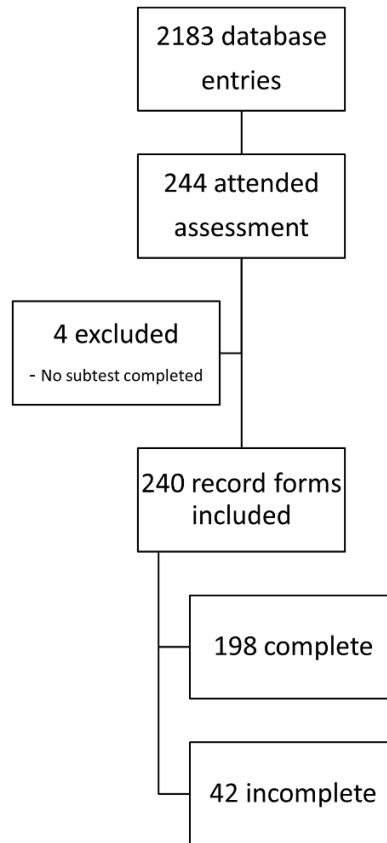 2183 database
entries
244 attended
assessment
4 excluded
- No subtest completed
240 record forms
included
198 complete
42 incomplete